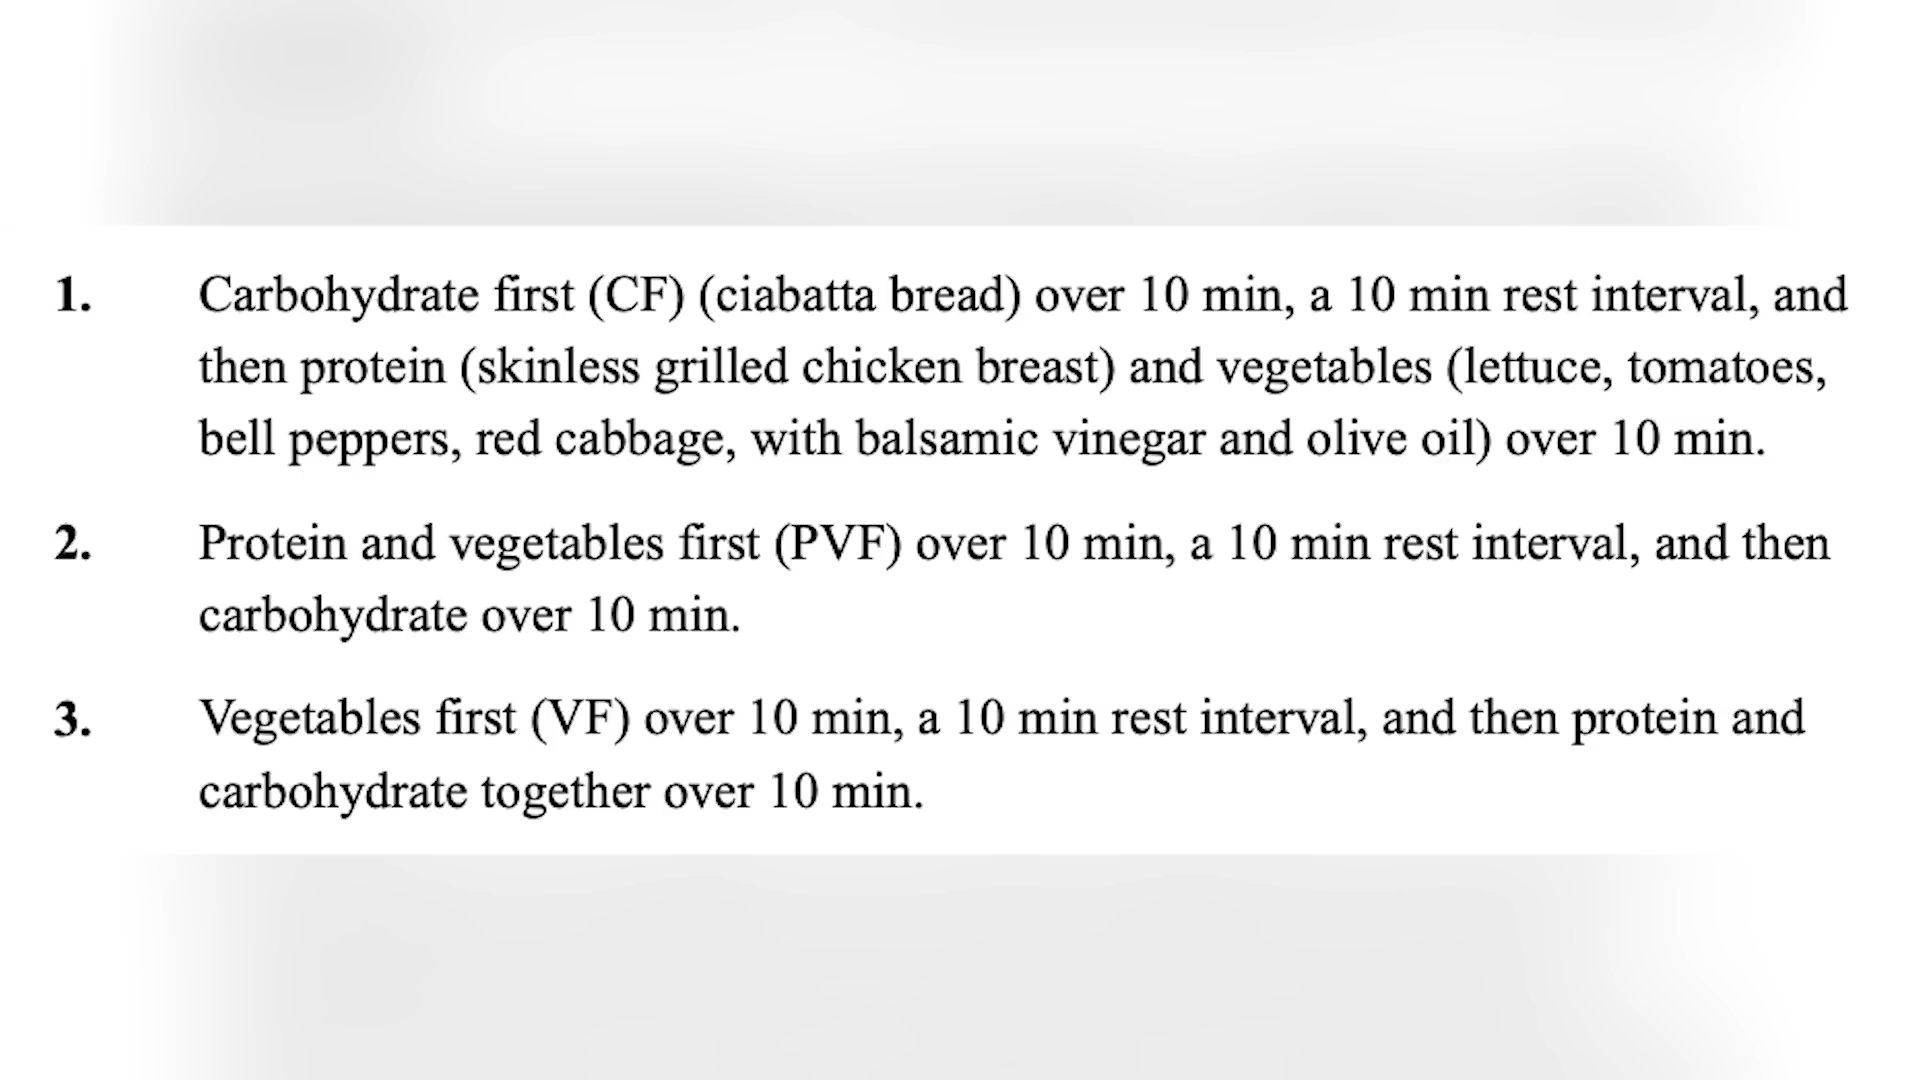 1. Carbohydrate first (CF) (ciabatta bread) over 10 min, a 10 min rest interval, and
then protein (skinless grilled chicken breast) and vegetables (lettuce, tomatoes,
bell peppers, red cabbage, with balsamic vinegar and olive oil) over 10 min.
2. Protein and vegetables first (PVF) over 10 min, a 10 min rest interval, and then
carbohydrate over 10 min.
3. Vegetables first (VF) over 10 min, a 10 min rest interval, and then protein and
carbohydrate together over 10 min.